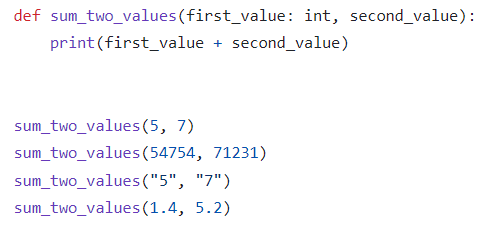 def sum_two_values(first_value: int, second_value):
    print(first_value + second_value)
sum_two_values(5, 7)
sum_two_values(54754, 71231)
sum_two_values("5", "7")
sum_two_values(1.4, 5.2)